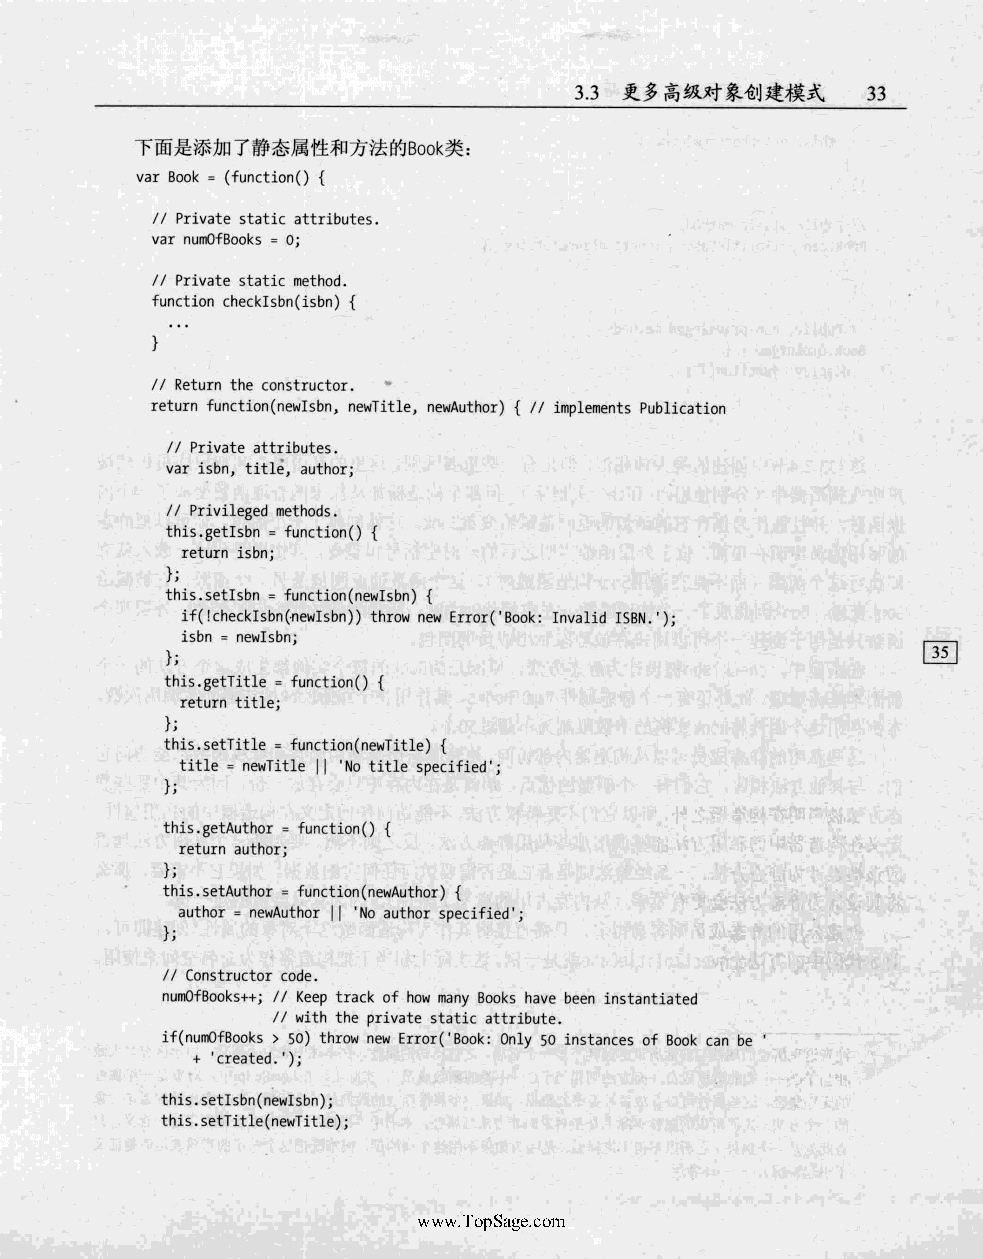 3.3 更多高级对象创建模式 33
下面是添加了静态属性和方法的Book类：
var Book = (function() {
// Private static attributes.
var numOfBooks = 0;
// Private static method.
function checkIsbn(isbn) {
...
}
// Return the constructor.
return function(newIsbn, newTitle, newAuthor) { // implements Publication
// Private attributes.
var isbn, title, author;
// Privileged methods.
this.getIsbn = function() {
return isbn;
};
this.setIsbn = function(newIsbn) {
if(!checkIsbn(newIsbn)) throw new Error('Book: Invalid ISBN.');
isbn = newIsbn;
};
35
this.getTitle = function() {
return title;
};
this.setTitle = function(newTitle) {
title = newTitle || 'No title specified';
};
this.getAuthor = function() {
return author;
};
this.setAuthor = function(newAuthor) {
author = newAuthor || 'No author specified';
};
// Constructor code.
numOfBooks++; // Keep track of how many Books have been instantiated
// with the private static attribute.
if(numOfBooks > 50) throw new Error('Book: Only 50 instances of Book can be '
+ 'created.');
this.setIsbn(newIsbn);
this.setTitle(newTitle);
www.TopSage.com